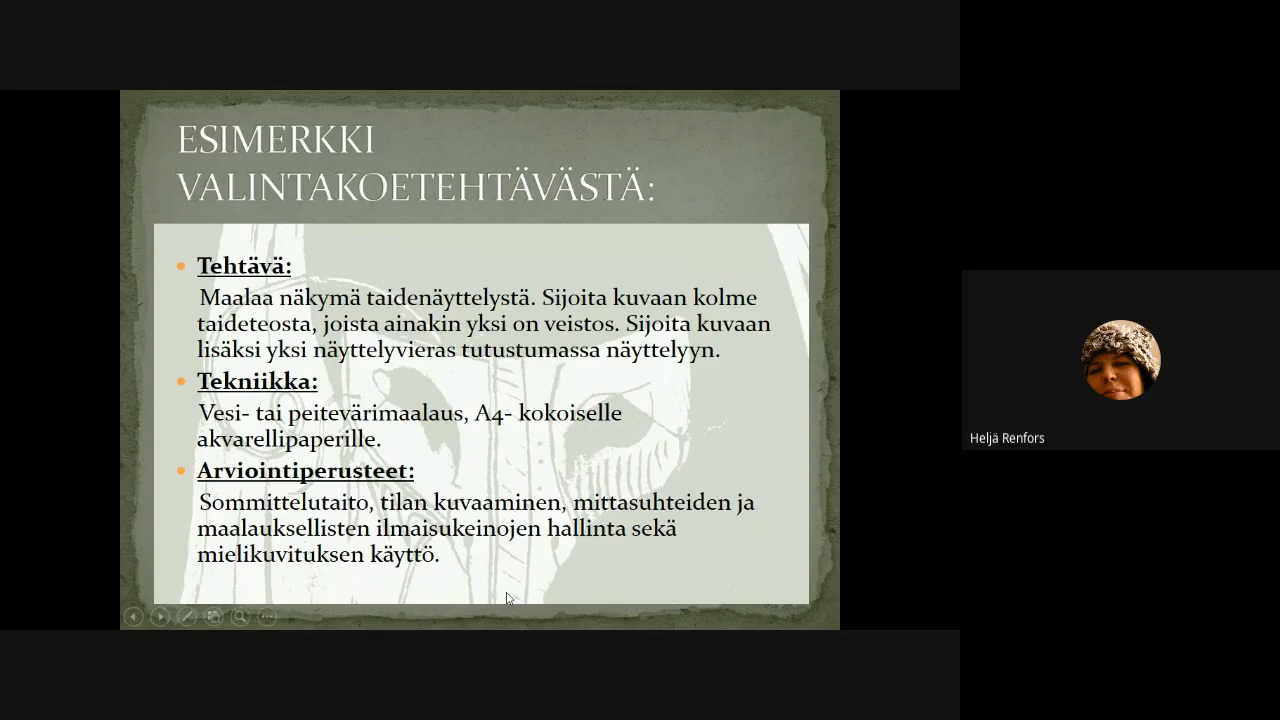 ESIMERKKI
VALINTAKOETEHTÄVÄSTÄ:
Tehtävä:
Maalaa näkymä taidenäyttelystä. Sijoita kuvaan kolme
taideteosta, joista ainakin yksi on veistos. Sijoita kuvaan
lisäksi yksi näyttelyvieras tutustumassa näyttelyyn.
Tekniikka:
Vesi- tai peitevärimaalaus, A4- kokoiselle
akvarellipaperille.
Arviointiperusteet:
Sommittelutaito, tilan kuvaaminen, mittasuhteiden ja
maalauksellisten ilmaisukeinojen hallinta sekä
mielikuvituksen käyttö.
Heljä Renfors